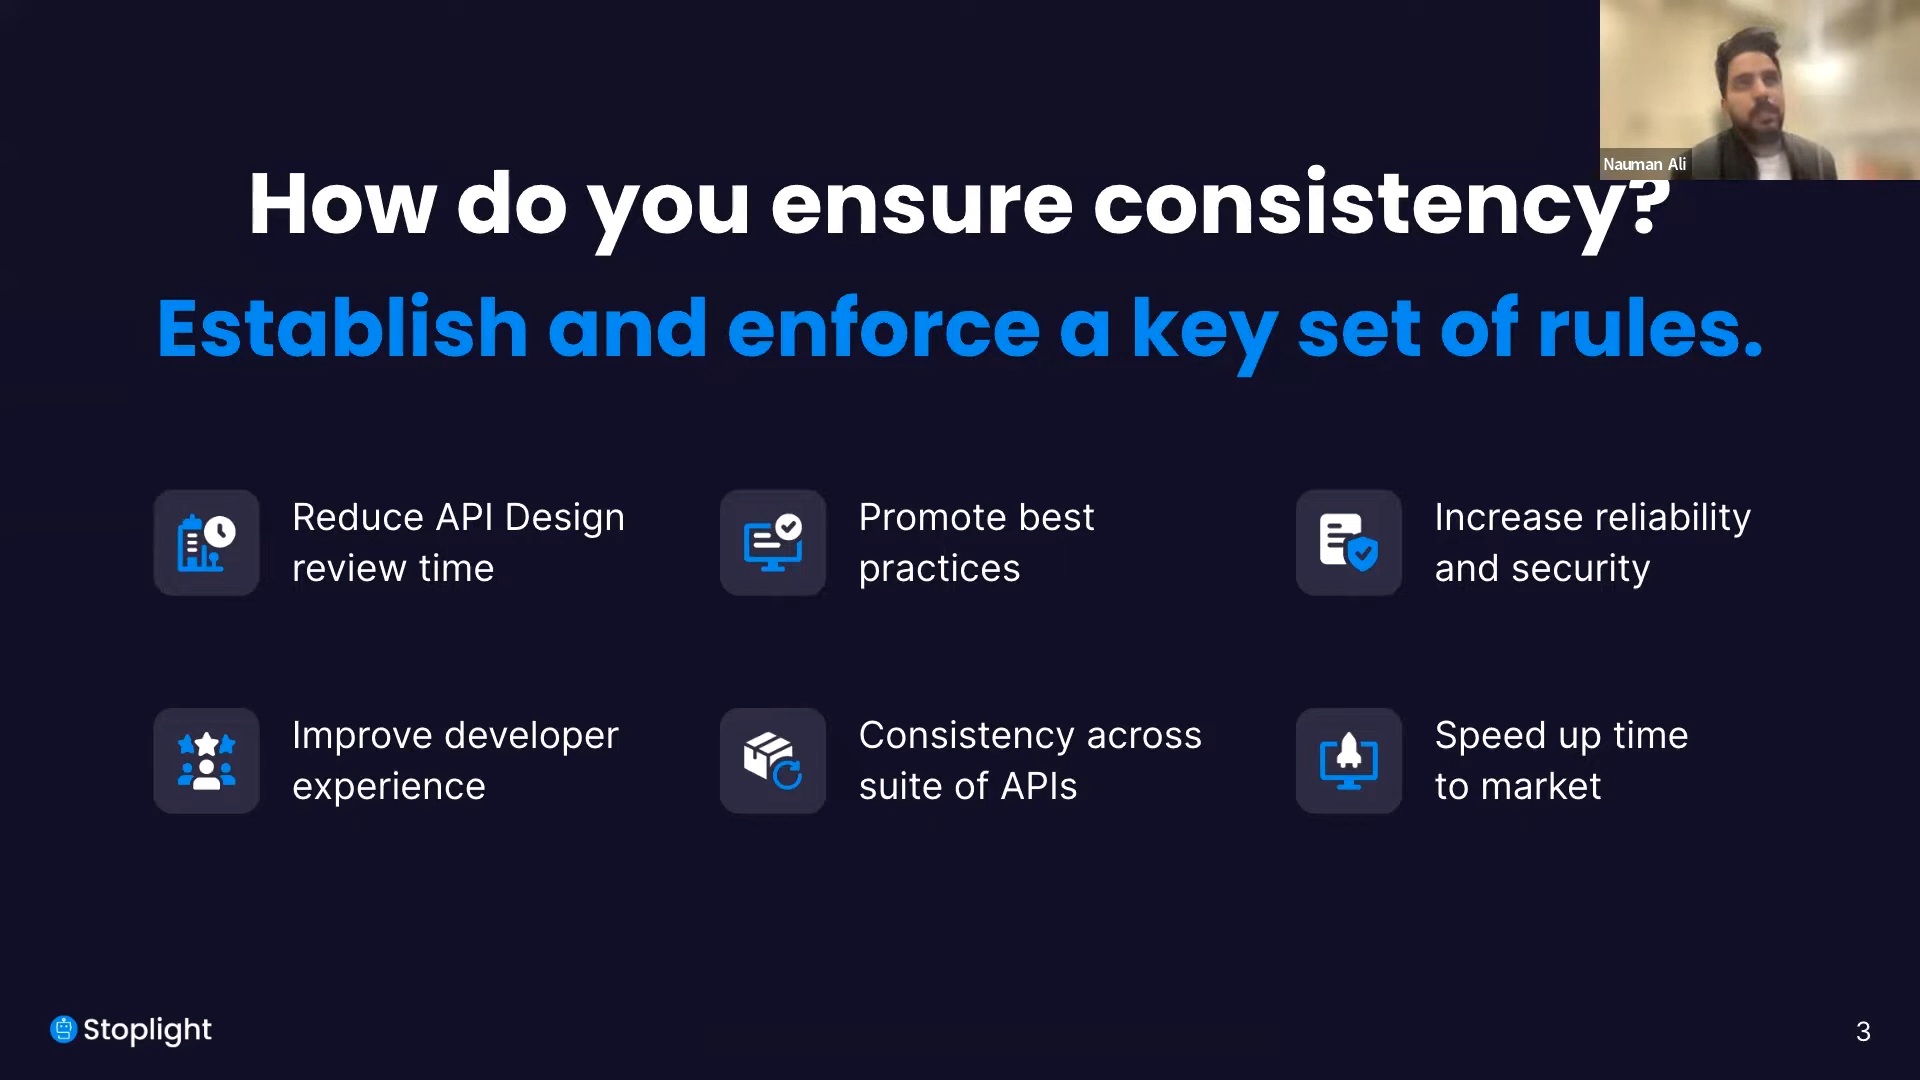 Nauman Ali
How do you ensure consistency?
Establish and enforce a key set of rules.
Reduce API Design
review time
Promote best
practices
Increase reliability
and security
Improve developer
experience
Consistency across
suite of APIs
Speed up time
to market
Stoplight
3